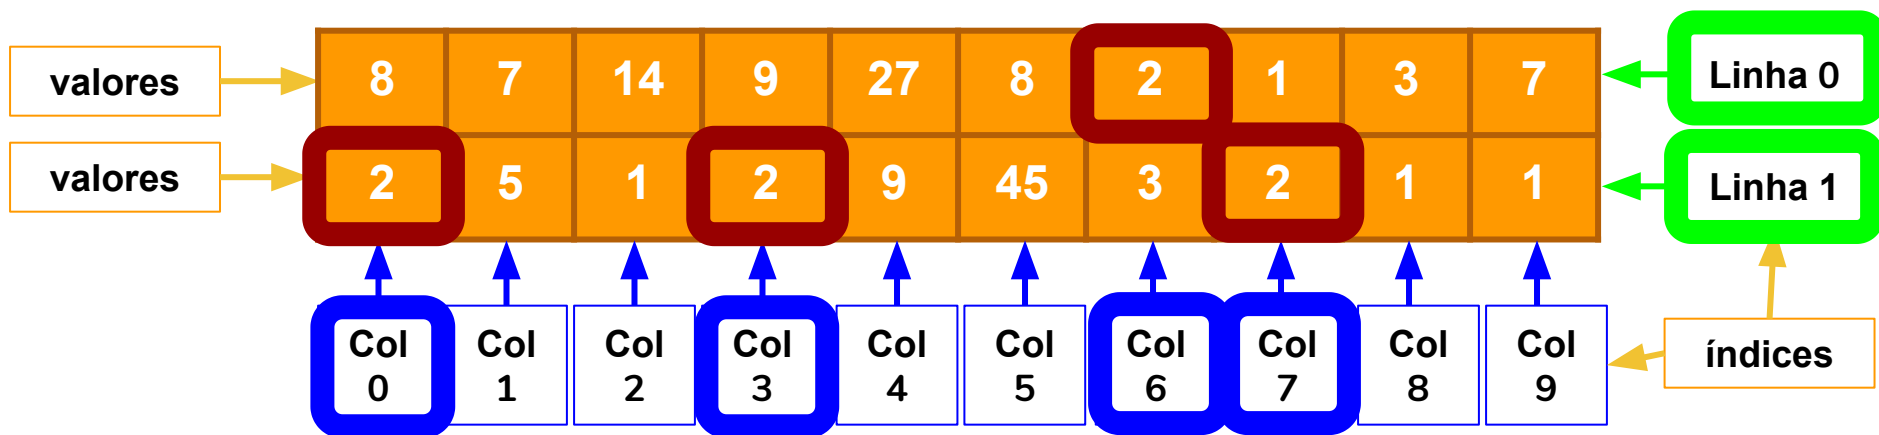 valores 8 7 14 9 27 8 2 1 3 7 Linha 0
valores 2 5 1 2 9 45 3 2 1 1 Linha 1
Col Col Col Col Col Col Col Col Col Col
0 1 2 3 4 5 6 7 8 9
índices